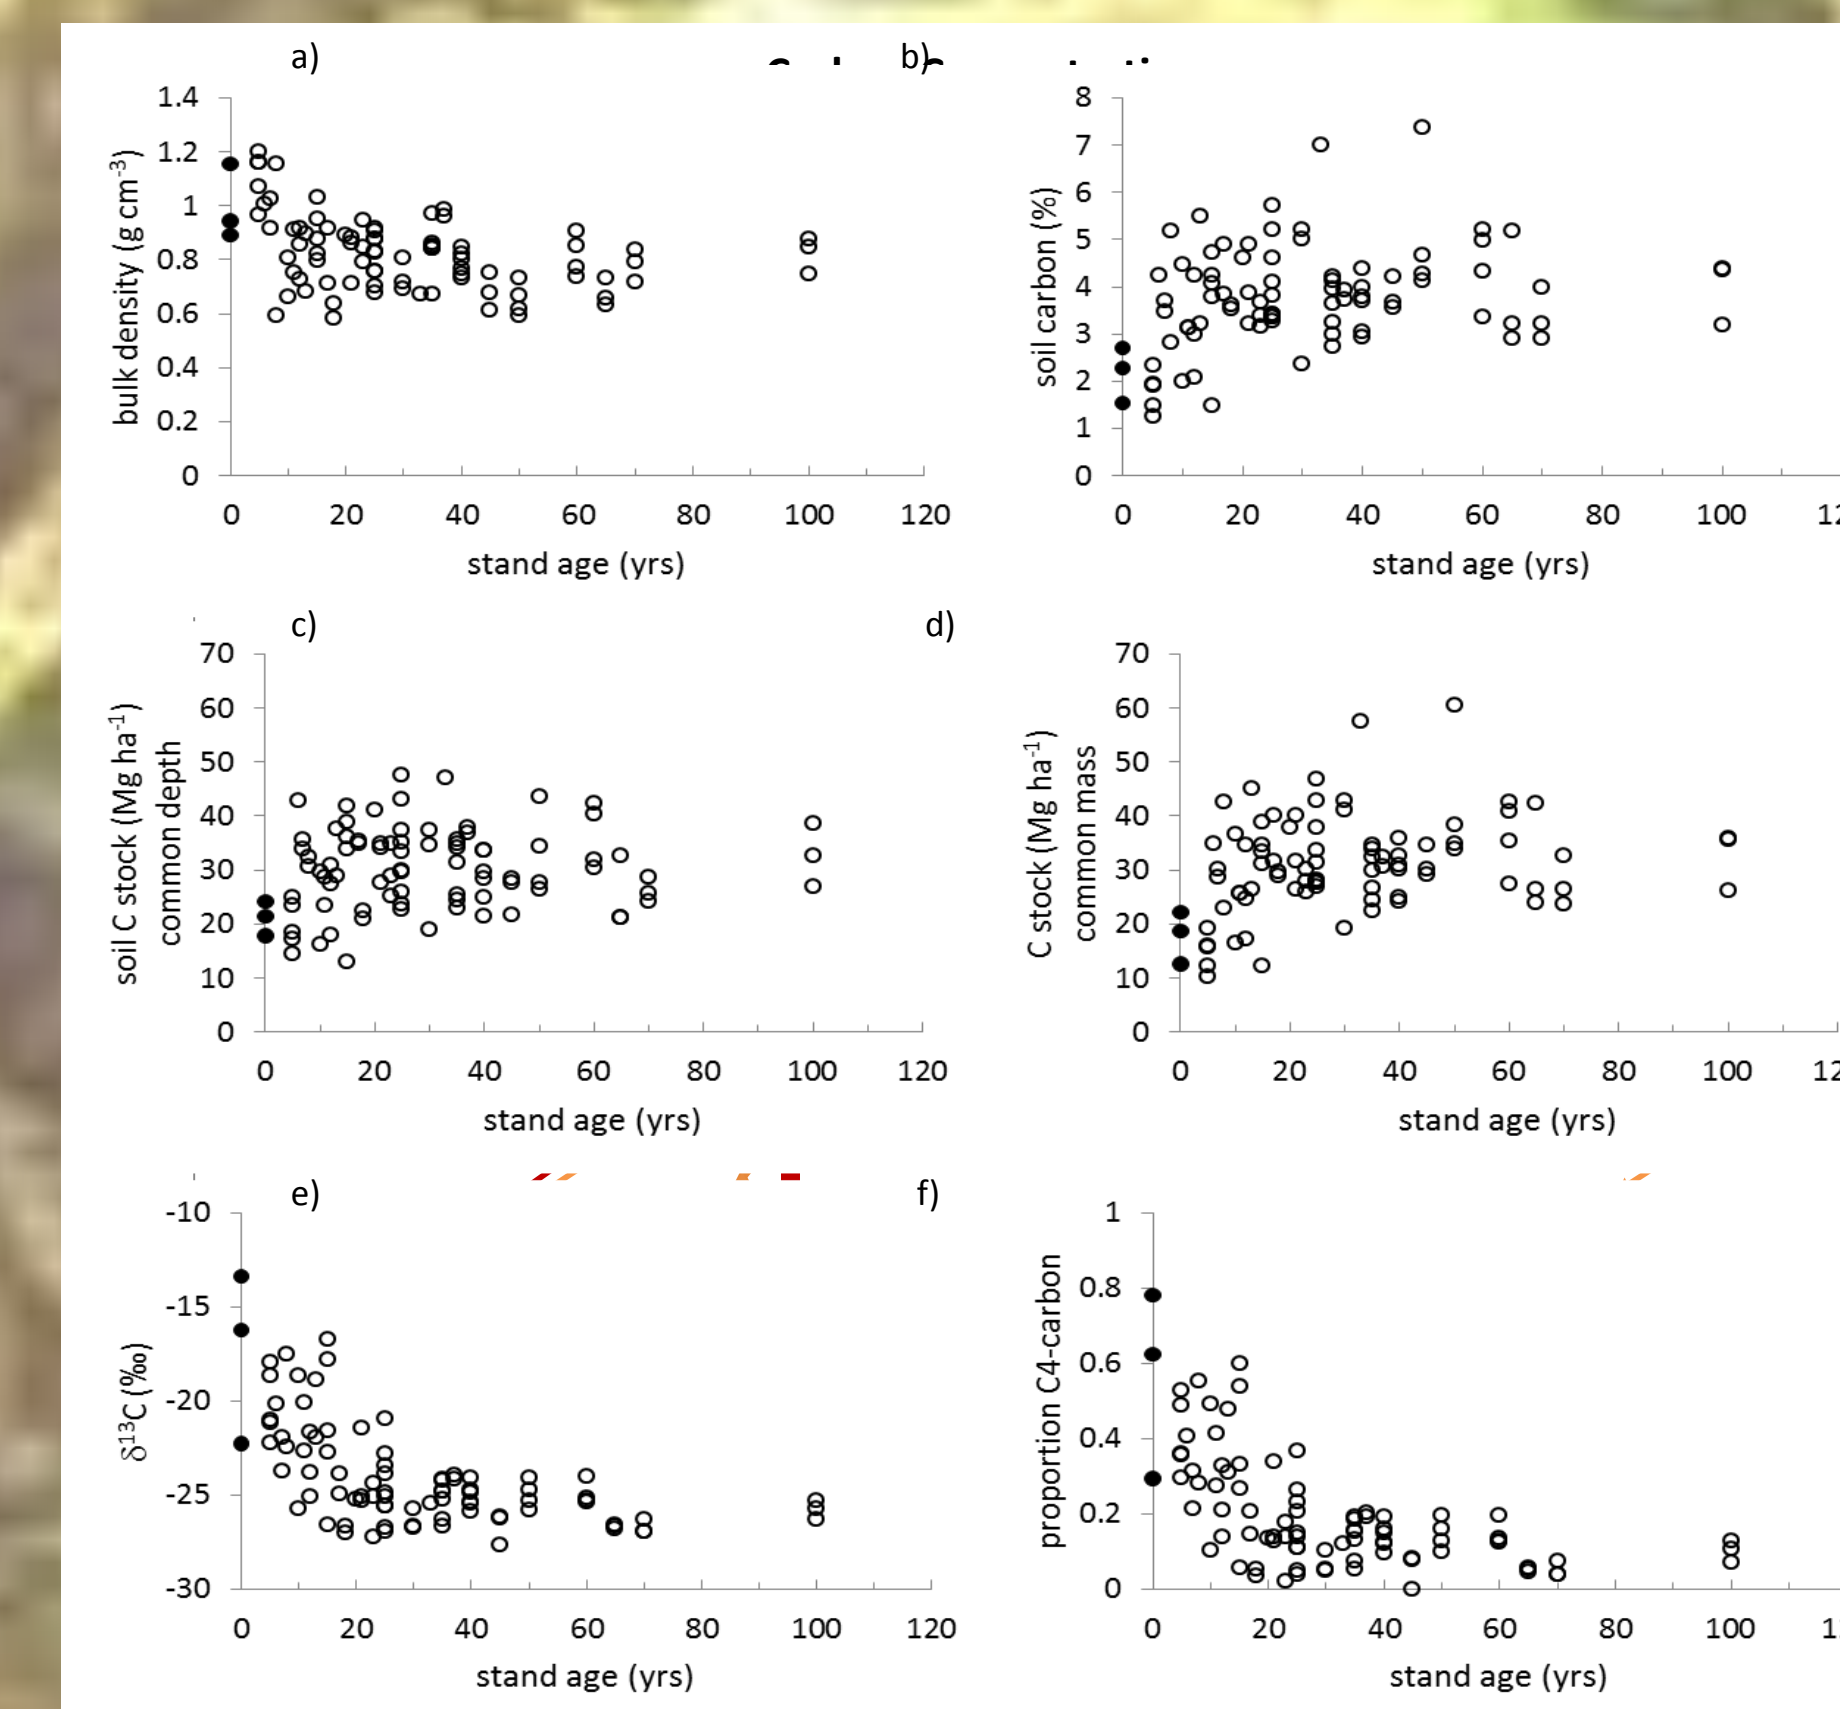 a)
bulk density (g cm-3)
1.4
1.2
1
0.8
0.6
0.4
0.2
0
0 20 40 60 80 100 120
stand age (yrs)
b)
soil carbon (%)
8
7
6
5
4
3
2
1
0
0 20 40 60 80 100
stand age (yrs)
c)
soil C stock (Mg ha-1)
common depth
70
60
50
40
30
20
10
0
0 20 40 60 80 100 120
stand age (yrs)
d)
C stock (Mg ha-1)
common mass
70
60
50
40
30
20
10
0
0 20 40 60 80 100
stand age (yrs)
e)
δ13C (‰)
-10
-15
-20
-25
-30
0 20 40 60 80 100 120
stand age (yrs)
f)
proportion C4-carbon
1
0.8
0.6
0.4
0.2
0
0 20 40 60 80 100
stand age (yrs)